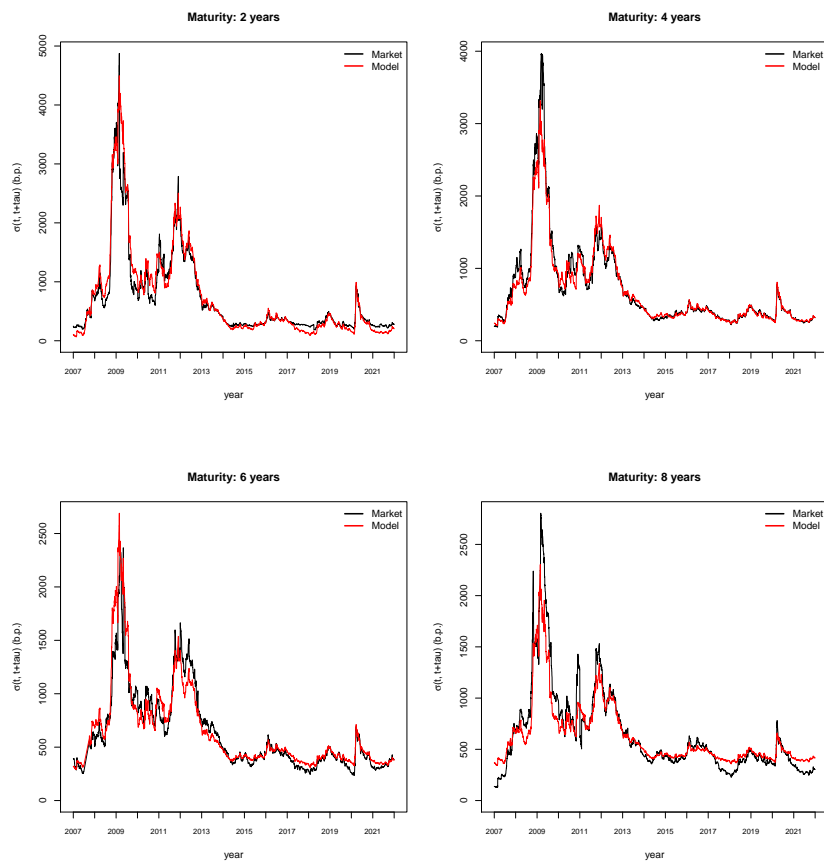 Maturity: 2 years
σ(t, t+tau) (b.p.)
5000
4000
3000
2000
1000
0
Market
Model
2007 2009 2011 2013 2015 2017 2019 2021
year
Maturity: 4 years
σ(t, t+tau) (b.p.)
4000
3000
2000
1000
0
Market
Model
2007 2009 2011 2013 2015 2017 2019 2021
year
Maturity: 6 years
σ(t, t+tau) (b.p.)
2500
2000
1500
1000
500
0
Market
Model
2007 2009 2011 2013 2015 2017 2019 2021
year
Maturity: 8 years
σ(t, t+tau) (b.p.)
2500
2000
1500
1000
500
0
Market
Model
2007 2009 2011 2013 2015 2017 2019 2021
year